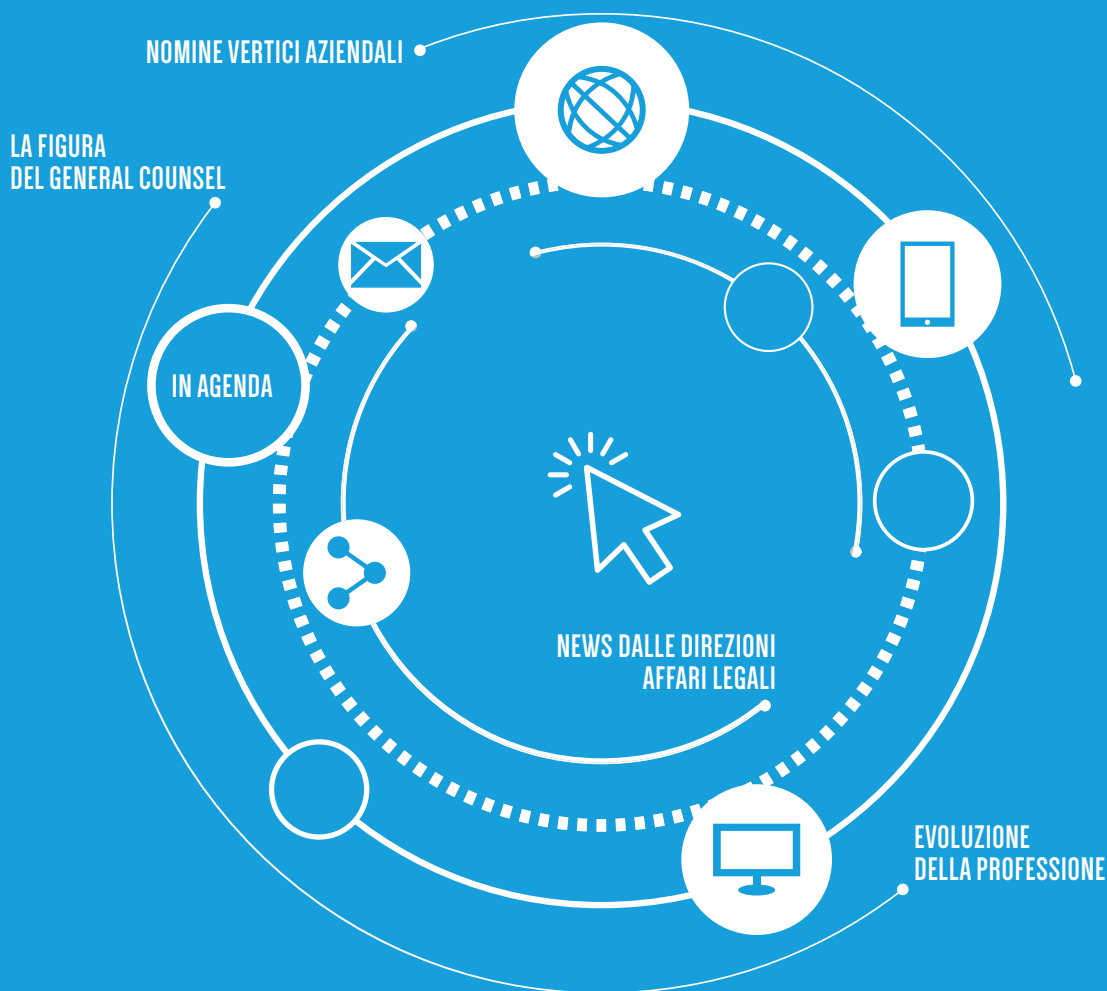 NOMINE VERTICI AZIENDALI
LA FIGURA
DEL GENERAL COUNSEL
IN AGENDA
NEWS DALLE DIREZIONI
AFFARI LEGALI
EVOLUZIONE
DELLA PROFESSIONE